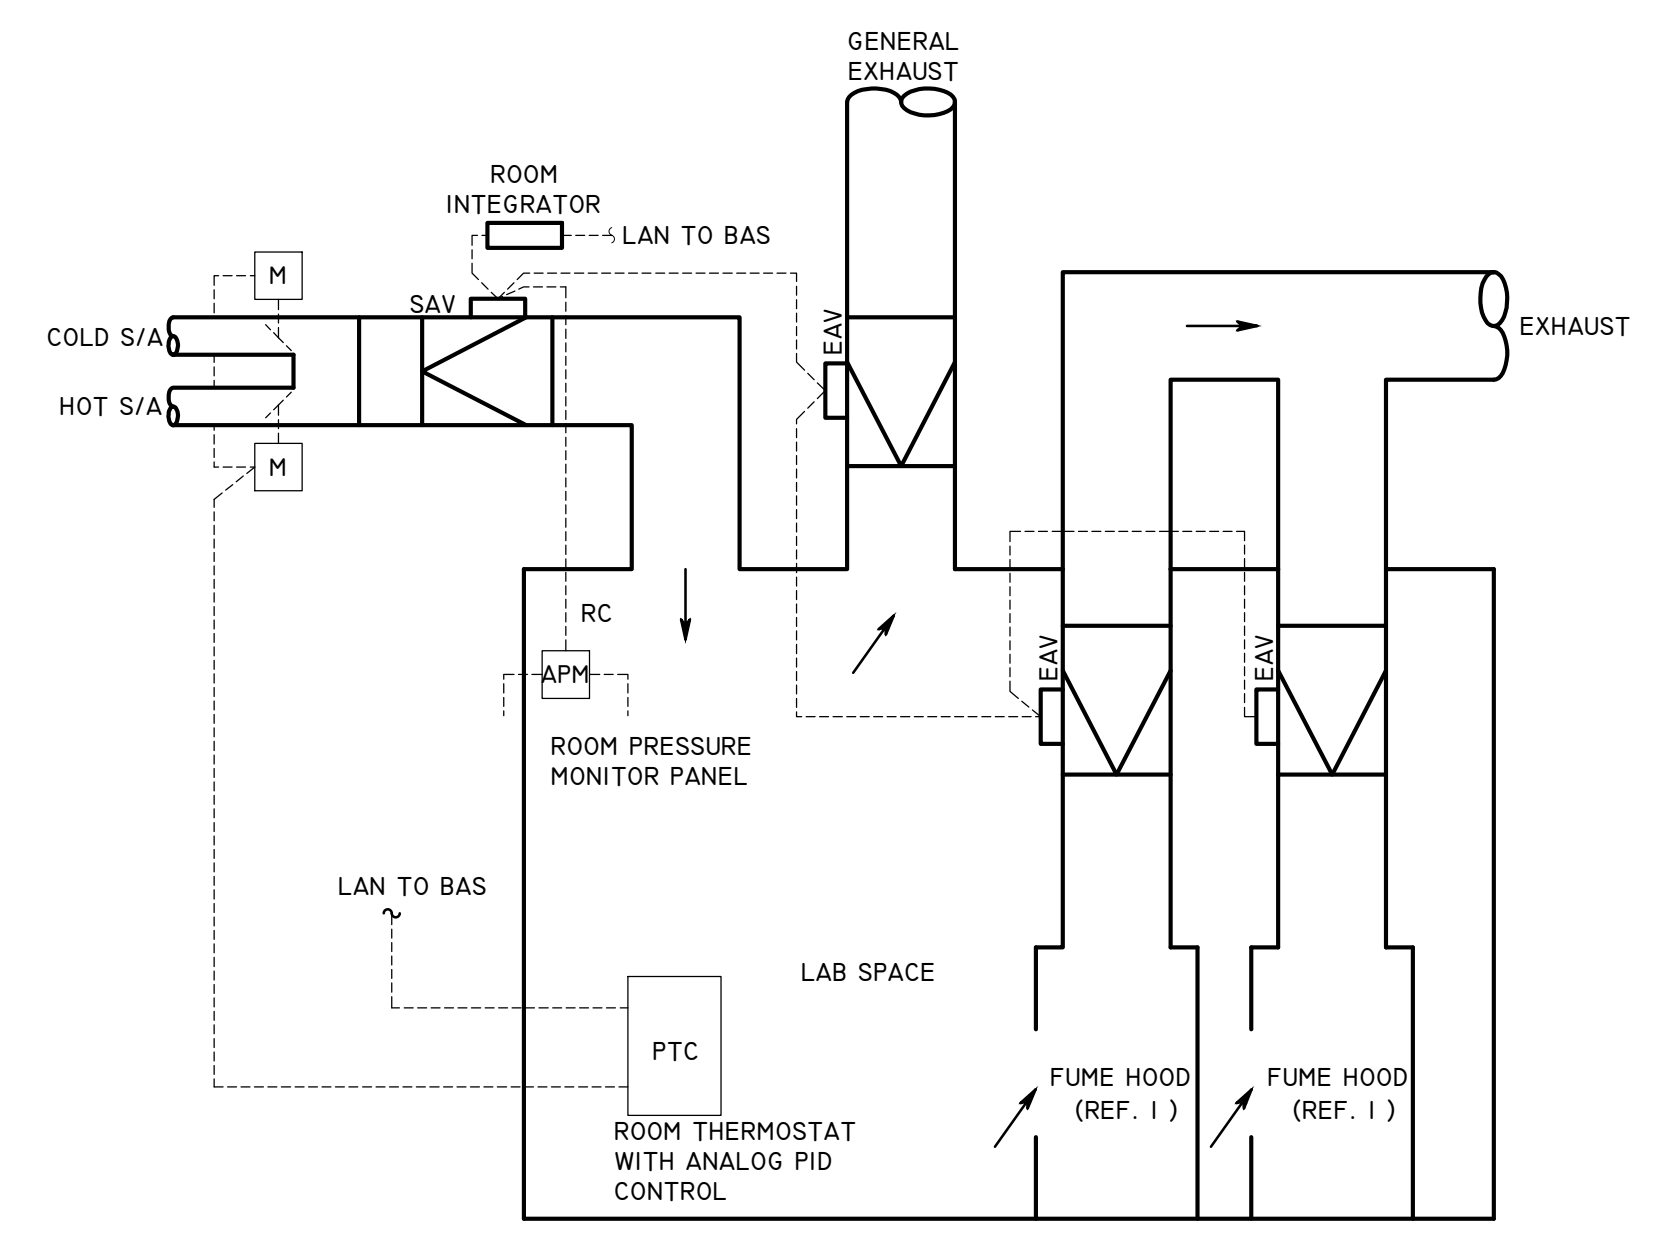 GENERAL
EXHAUST
ROOM
INTEGRATOR
LAN TO BAS
M
SAV
COLD S/A
HOT S/A
M
EAV
EXHAUST
RC
APM
EAV
EAV
ROOM PRESSURE
MONITOR PANEL
LAN TO BAS
LAB SPACE
PTC
FUME HOOD
(REF. 1 )
FUME HOOD
(REF. 1 )
ROOM THERMOSTAT
WITH ANALOG PID
CONTROL